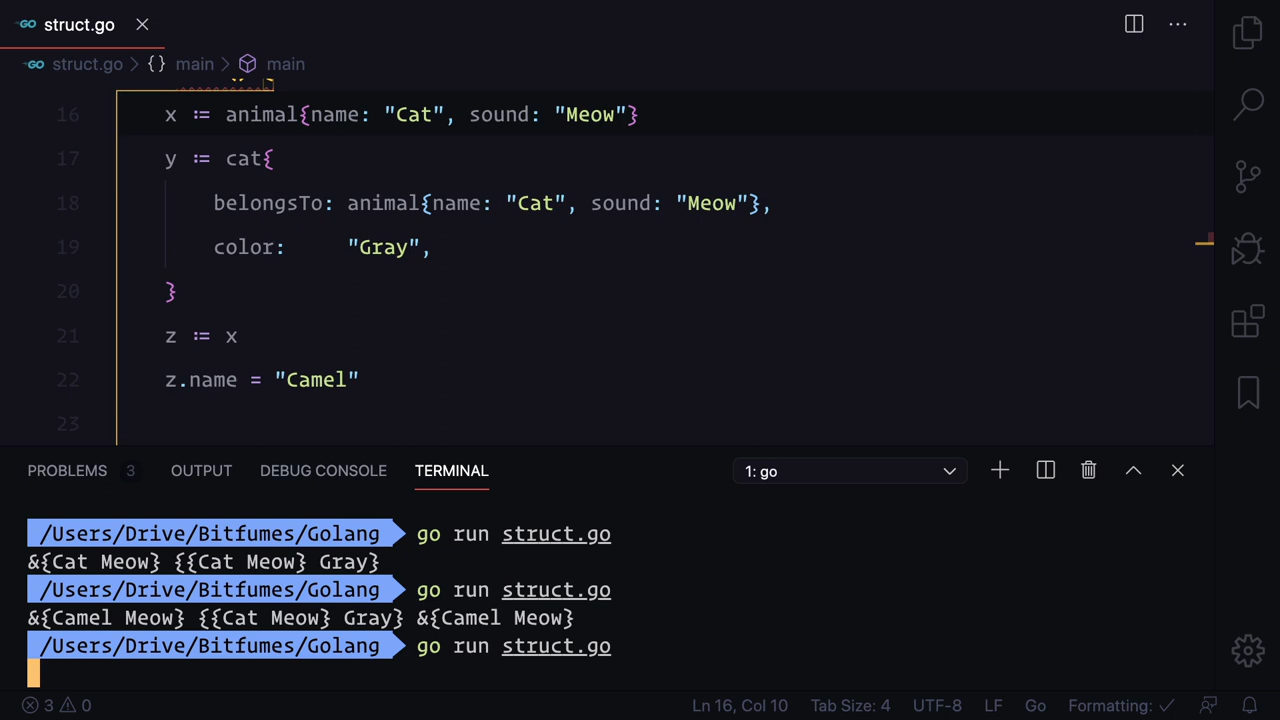 GO struct.go
GO struct.go > {} main > main
16 x := animal{name: "Cat", sound: "Meow"}
17 y := cat{
18 belongsTo: animal{name: "Cat", sound: "Meow"},
19 color: "Gray",
20 }
21 z := x
22 z.name = "Camel"
23
PROBLEMS 3 OUTPUT DEBUG CONSOLE TERMINAL 1: go
/Users/Drive/Bitfumes/Golang go run struct.go
&{Cat Meow} {{Cat Meow} Gray}
/Users/Drive/Bitfumes/Golang go run struct.go
&{Camel Meow} {{Cat Meow} Gray} &{Camel Meow}
/Users/Drive/Bitfumes/Golang go run struct.go
3 0 Ln 16, Col 10 Tab Size: 4 UTF-8 LF Go Formatting: ✓